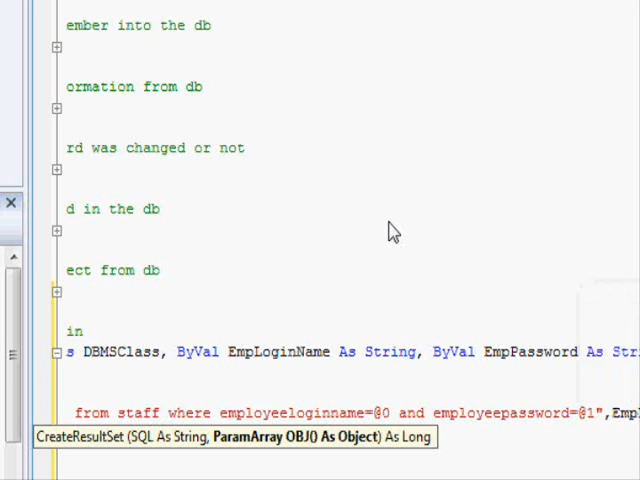 ember into the db
ormation from db
rd was changed or not
d in the db
ect from db
in
s DBMSClass, ByVal EmpLoginName As String, ByVal EmpPassword As Stri
from staff where employeeloginname=@0 and employeepassword=@1",Empl
CreateResultSet (SQL As String, ParamArray OBJ() As Object) As Long